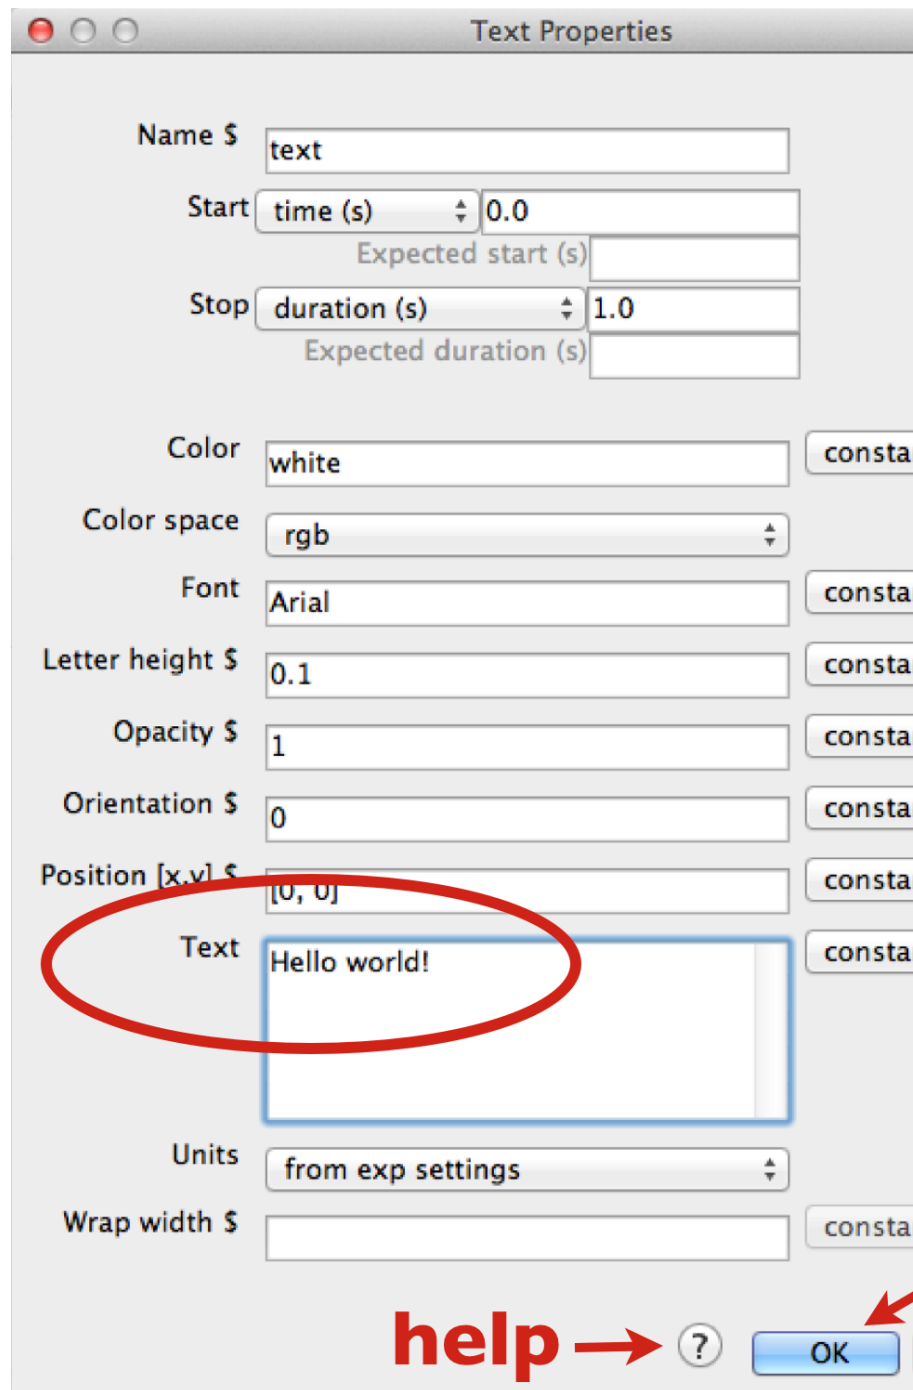 Text Properties
Name $ text
Start time (s) 0.0
Expected start (s)
Stop duration (s) 1.0
Expected duration (s)
Color white consta
Color space rgb
Font Arial consta
Letter height $ 0.1 consta
Opacity $ 1 consta
Orientation $ 0 consta
Position [x,y] $ [0, 0] consta
Text Hello world! consta
Units from exp settings
Wrap width $ consta
help ? OK